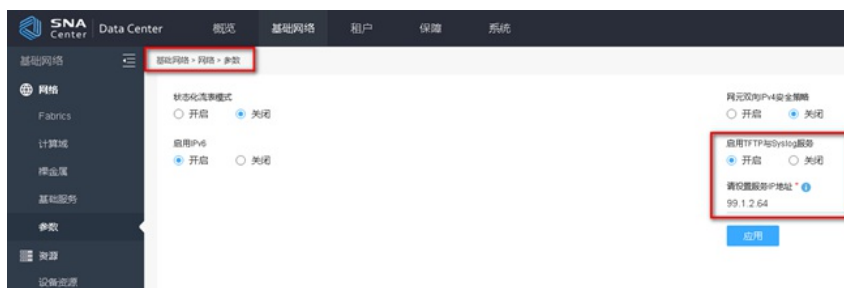 SNA Center Data Center 概览 基础网络 租户 保障 系统
基础网络
基础网络 > 网络 > 参数
网络
Fabrics
计算域
裸金属
基础服务
参数
资源
设备资源
状态化流表模式
开启 关闭
启用IPv6
开启 关闭
网元双向IPv4安全策略
开启 关闭
启用TFTP与Syslog服务
开启 关闭
请设置服务IP地址 *
99.1.2.64
应用